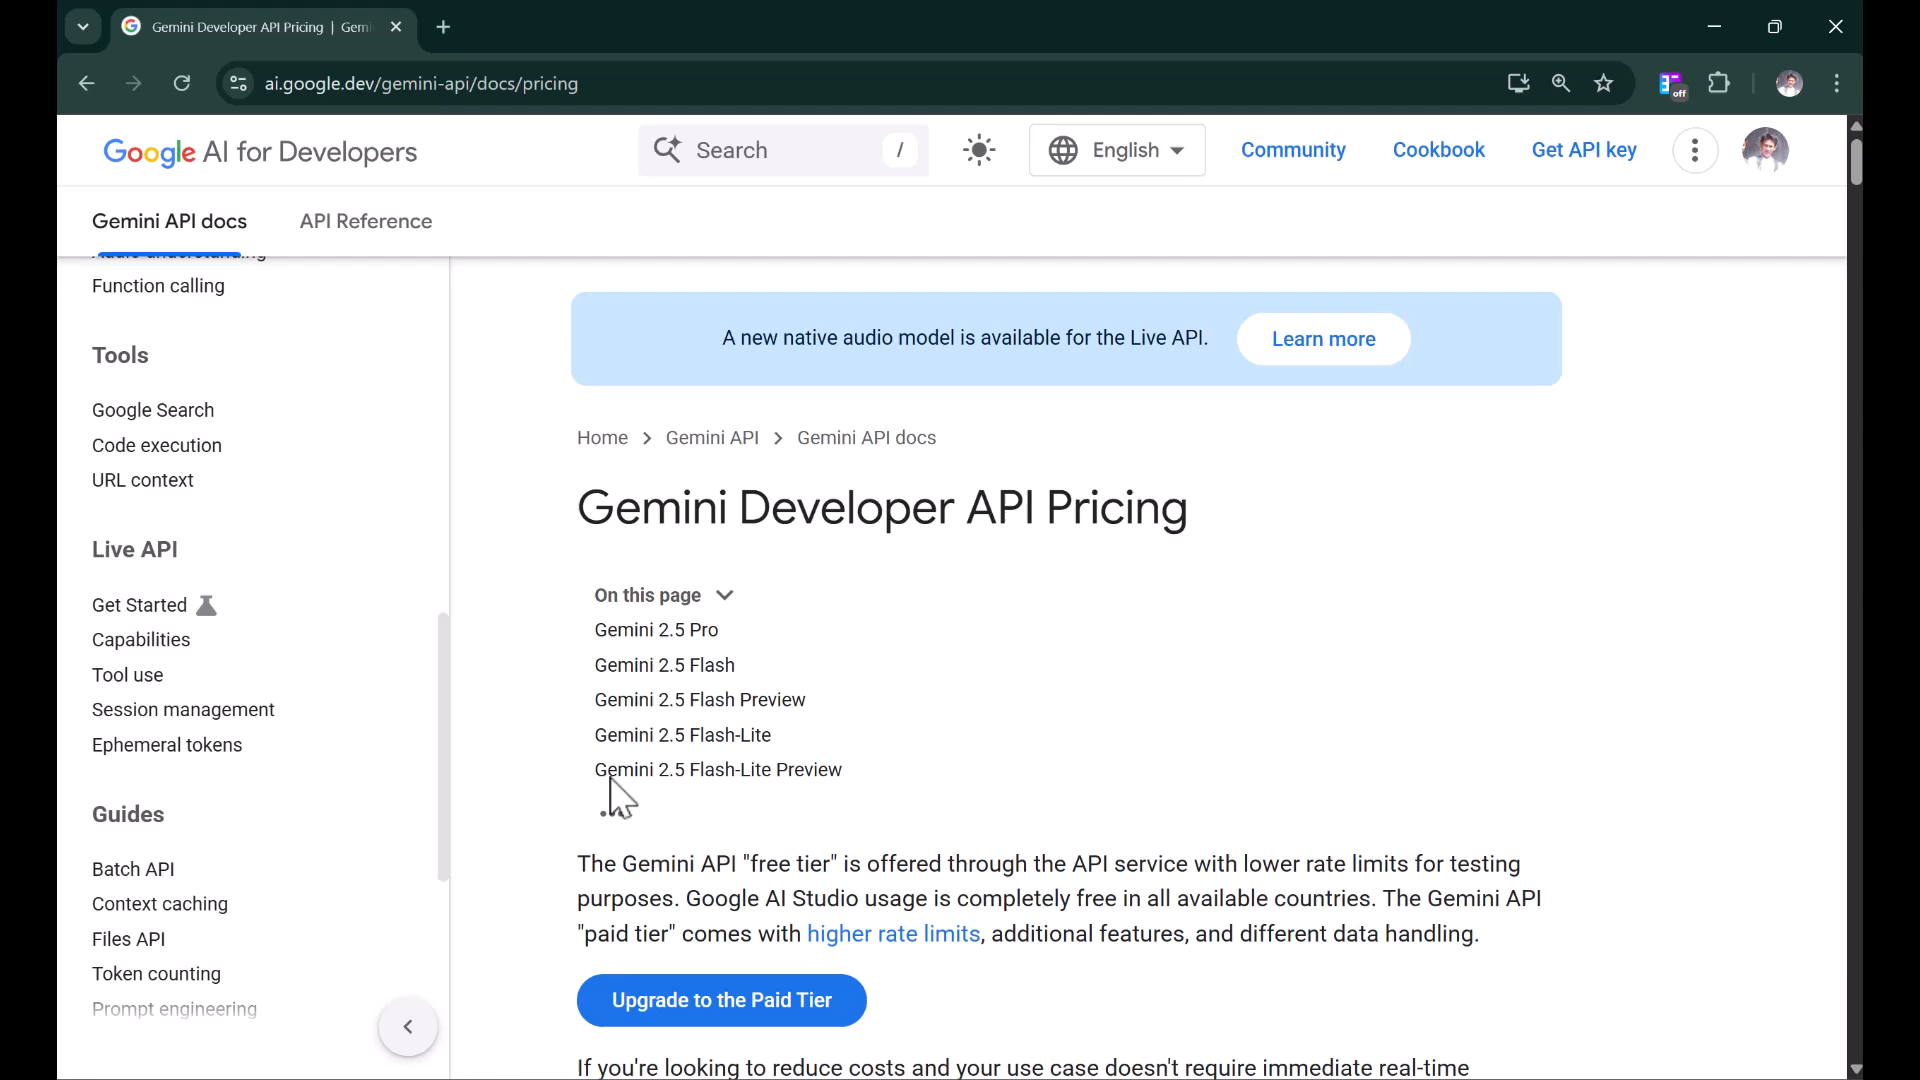 Gemini Developer API Pricing | Gemi
ai.google.dev/gemini-api/docs/pricing
off
Google AI for Developers
Search
/
English
Community
Cookbook
Get API key
Gemini API docs
API Reference
Audio understanding
Function calling
Tools
Google Search
Code execution
URL context
Live API
Get Started
Capabilities
Tool use
Session management
Ephemeral tokens
Guides
Batch API
Context caching
Files API
Token counting
Prompt engineering
A new native audio model is available for the Live API.
Learn more
Home > Gemini API > Gemini API docs
Gemini Developer API Pricing
On this page
Gemini 2.5 Pro
Gemini 2.5 Flash
Gemini 2.5 Flash Preview
Gemini 2.5 Flash-Lite
Gemini 2.5 Flash-Lite Preview
The Gemini API "free tier" is offered through the API service with lower rate limits for testing
purposes. Google AI Studio usage is completely free in all available countries. The Gemini API
"paid tier" comes with higher rate limits, additional features, and different data handling.
Upgrade to the Paid Tier
If you're looking to reduce costs and your use case doesn't require immediate real-time